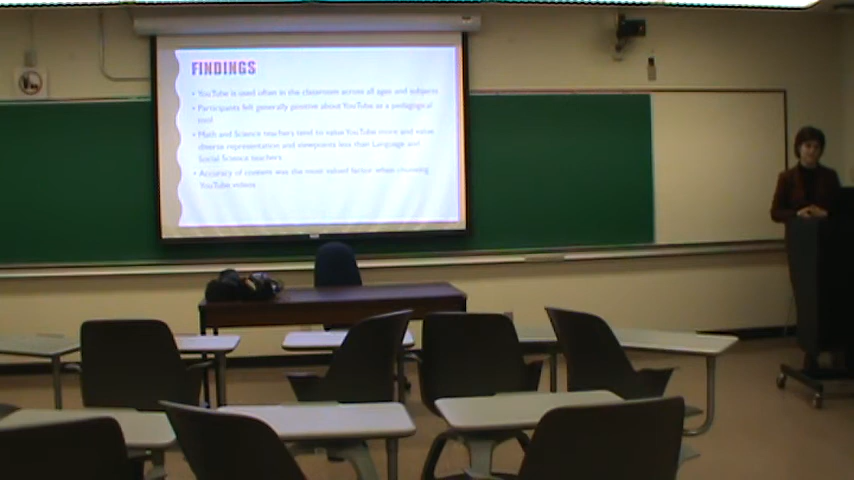 FINDINGS
• YouTube is used often in the classroom across all ages and subjects
• Participants felt generally positive about YouTube as a pedagogical
tool
• Math and Science teachers tend to value YouTube more and value
diverse representation and viewpoints less than Language and
Social Science teachers
• Accuracy of content was the most valued factor when choosing
YouTube videos